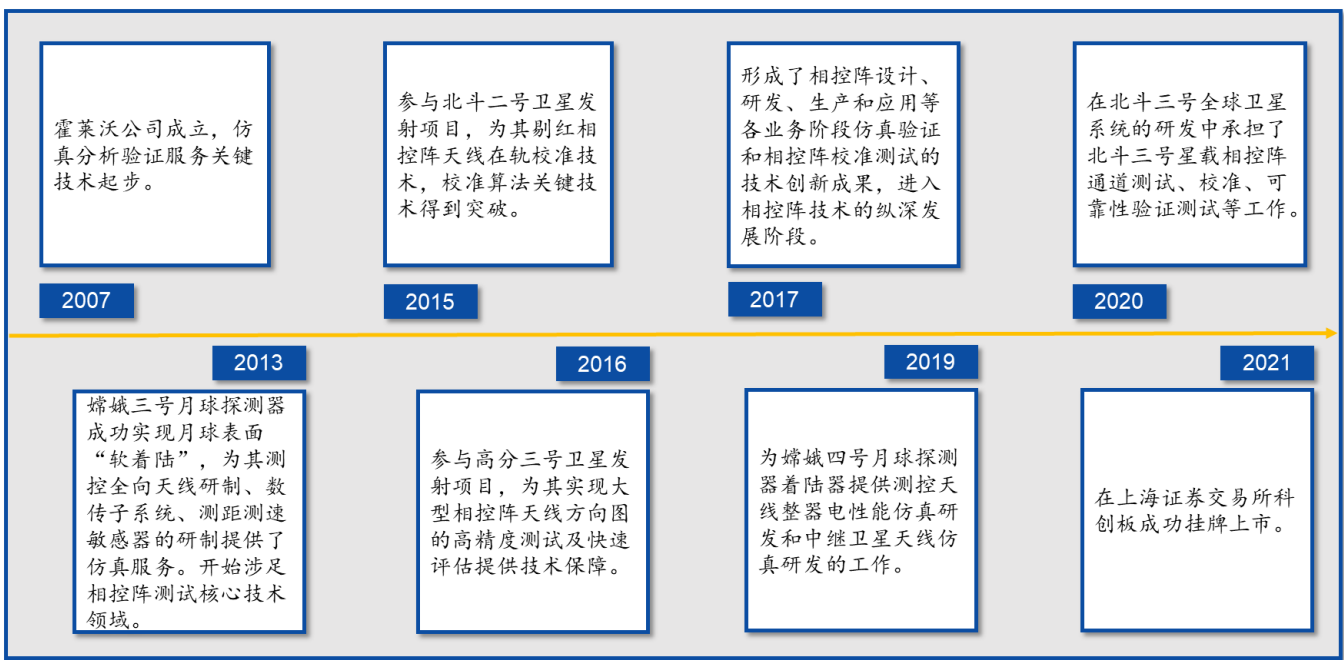 霍莱沃公司成立，仿
真分析验证服务关键
技术起步。
2007
参与北斗二号卫星发
射项目，为其剔红相
控阵天线在轨校准技
术，校准算法关键技
术得到突破。
2015
形成了相控阵设计、
研发、生产和应用等
各业务阶段仿真验证
和相控阵校准测试的
技术创新成果，进入
相控阵技术的纵深发
展阶段。
2017
在北斗三号全球卫星
系统的研发中承担了
北斗三号星载相控阵
通道测试、校准、可
靠性验证测试等工作。
2020
2013
嫦娥三号月球探测器
成功实现月球表面
“软着陆”，为其测
控全向天线研制、数
传子系统、测距测速
敏感器的研制提供了
仿真服务。开始涉足
相控阵测试核心技术
领域。
2016
参与高分三号卫星发
射项目，为其实现大
型相控阵天线方向图
的高精度测试及快速
评估提供技术保障。
2019
为嫦娥四号月球探测
器着陆器提供测控天
线整器电性能仿真研
发和中继卫星天线仿
真研发的工作。
2021
在上海证券交易所科
创板成功挂牌上市。